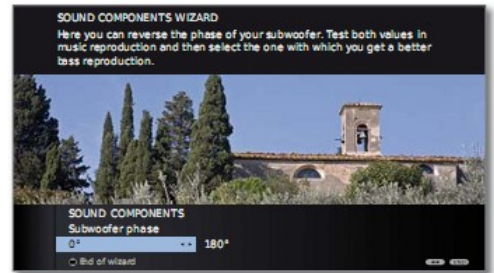 SOUND COMPONENTS WIZARD
Here you can reverse the phase of your subwoofer. Test both values in
music reproduction and then select the one with which you get a better
bass reproduction.
SOUND COMPONENTS
Subwoofer phase
0° 180°
End of wizard